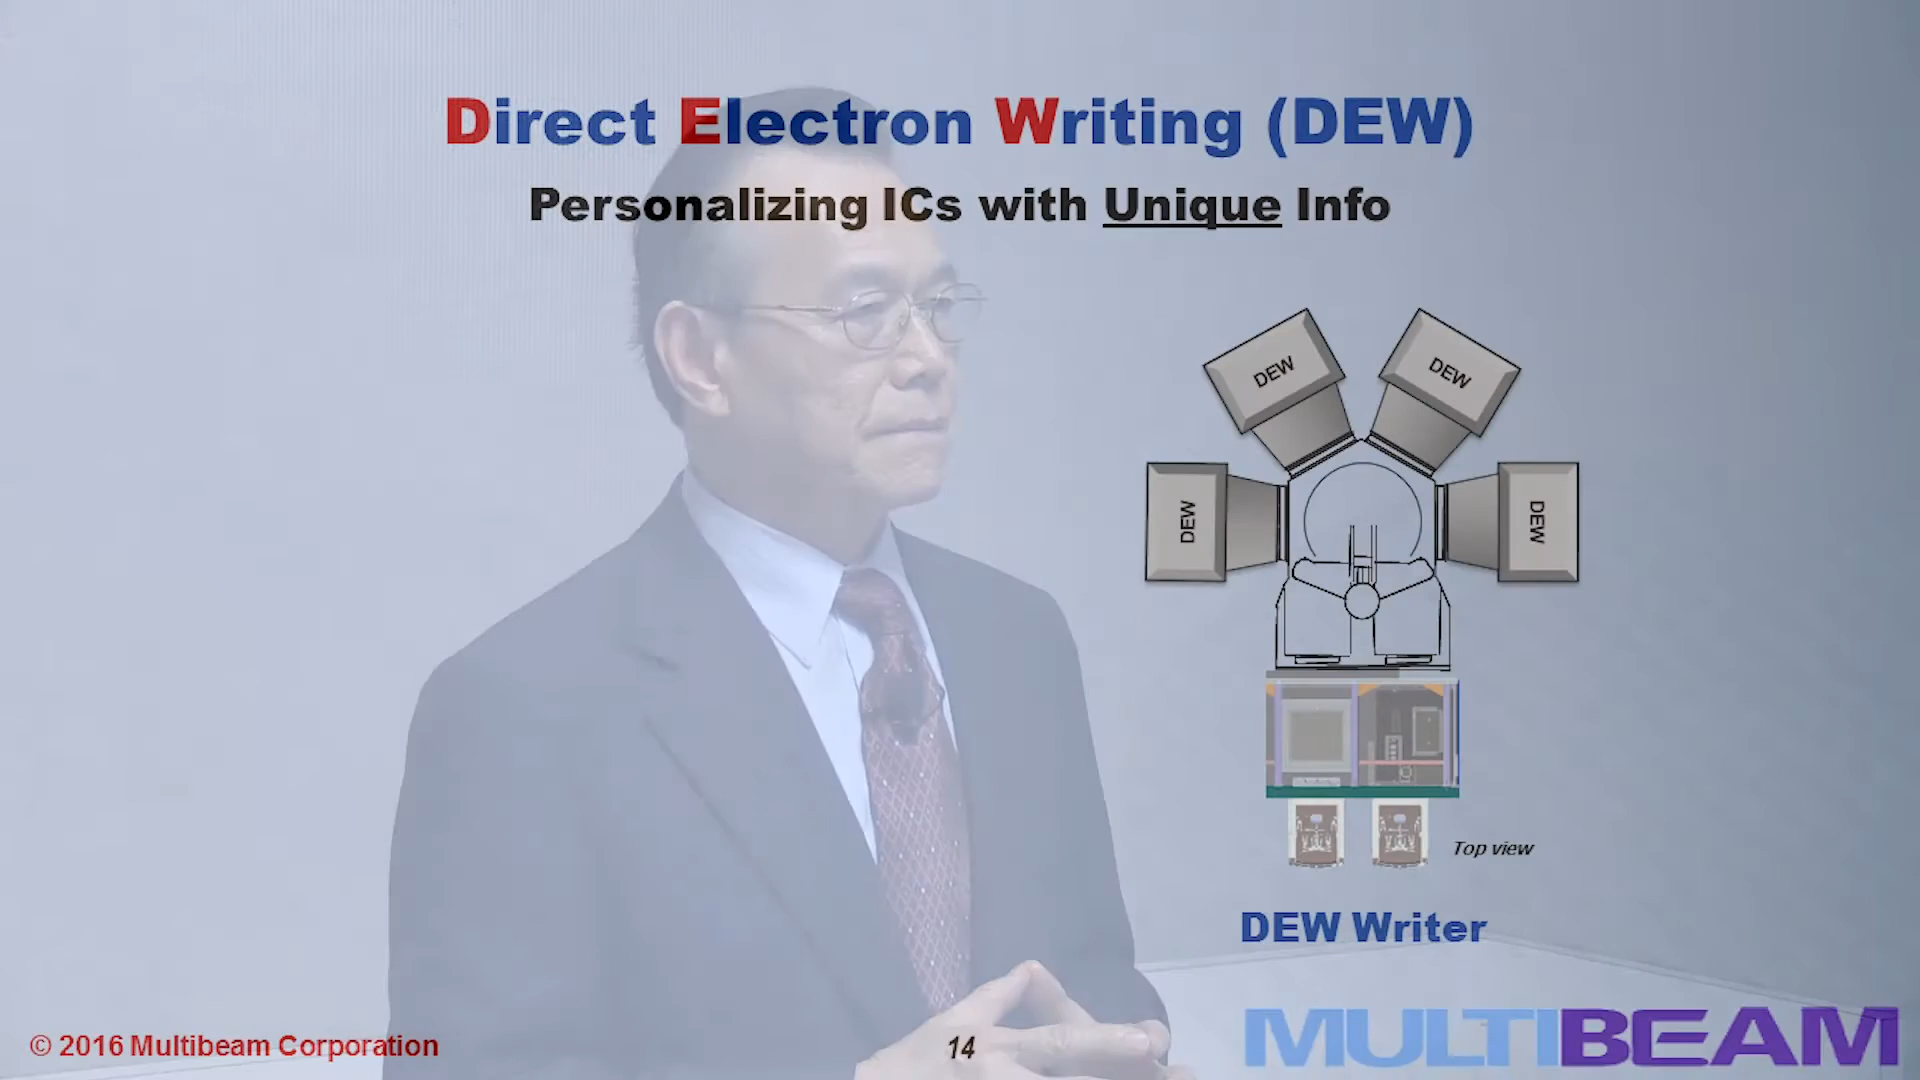 Direct Electron Writing (DEW)
Personalizing ICs with Unique Info
DEW
DEW
DEW
DEW
Top view
DEW Writer
© 2016 Multibeam Corporation
14
MULTIBEAM